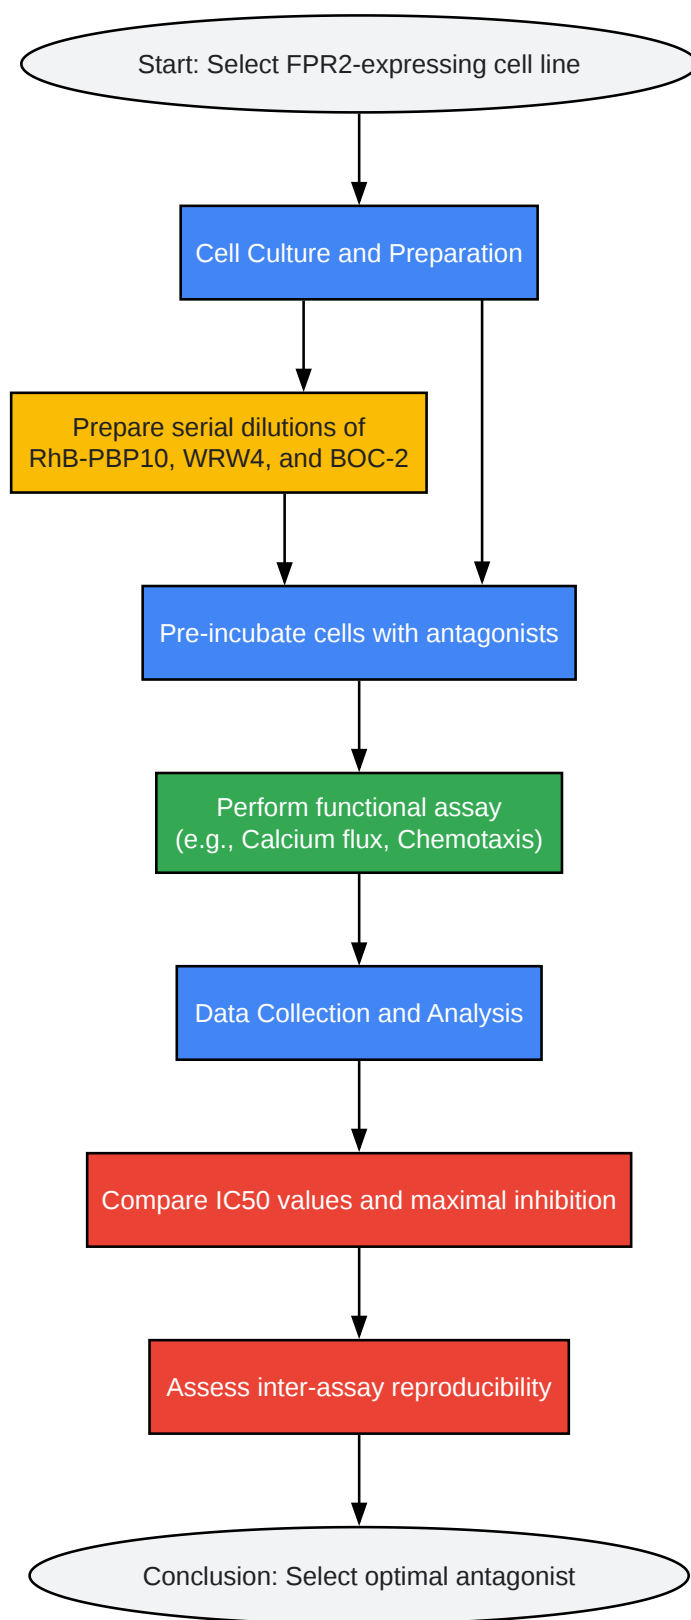 Start: Select FPR2-expressing cell line
Cell Culture and Preparation
Prepare serial dilutions of
RhB-PBP10, WRW4, and BOC-2
Pre-incubate cells with antagonists
Perform functional assay
(e.g., Calcium flux, Chemotaxis)
Data Collection and Analysis
Compare IC50 values and maximal inhibition
Assess inter-assay reproducibility
Conclusion: Select optimal antagonist